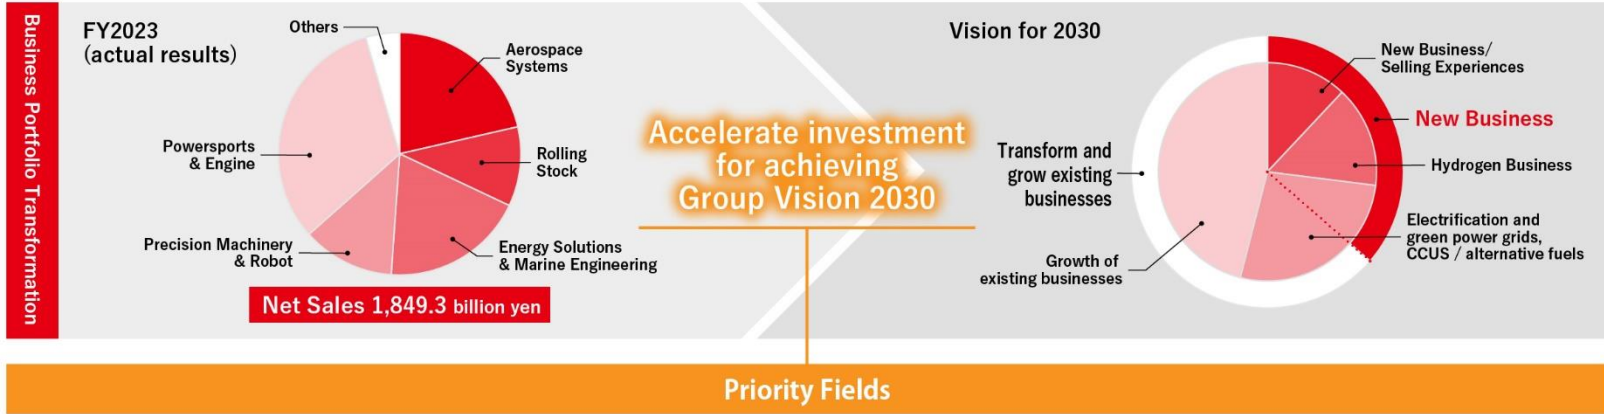 Business Portfolio Transformation
FY2023
(actual results)
Others
Aerospace
Systems
Rolling
Stock
Energy Solutions
& Marine Engineering
Precision Machinery
& Robot
Powersports
& Engine
Net Sales 1,849.3 billion yen
Accelerate investment
for achieving
Group Vision 2030
Vision for 2030
New Business/
Selling Experiences
New Business
Hydrogen Business
Electrification and
green power grids,
CCUS / alternative fuels
Growth of
existing businesses
Transform and
grow existing
businesses
Priority Fields